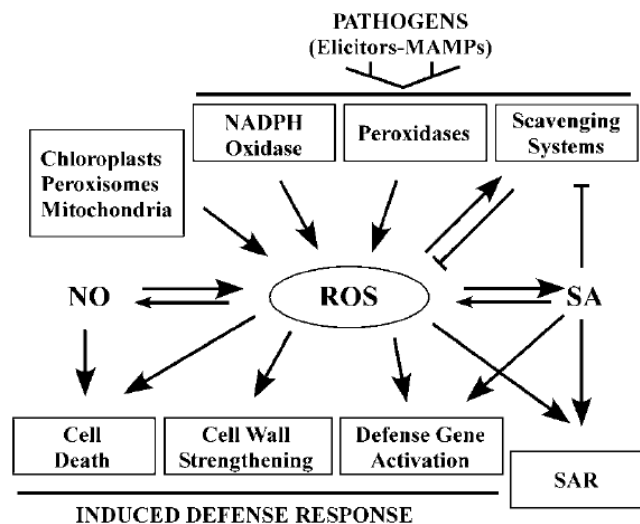 PATHOGENS
(Elicitors-MAMPs)
NADPH
Oxidase
Peroxidases
Scavenging
Systems
Chloroplasts
Peroxisomes
Mitochondria
NO
ROS
SA
Cell
Death
Cell Wall
Strengthening
Defense Gene
Activation
SAR
INDUCED DEFENSE RESPONSE